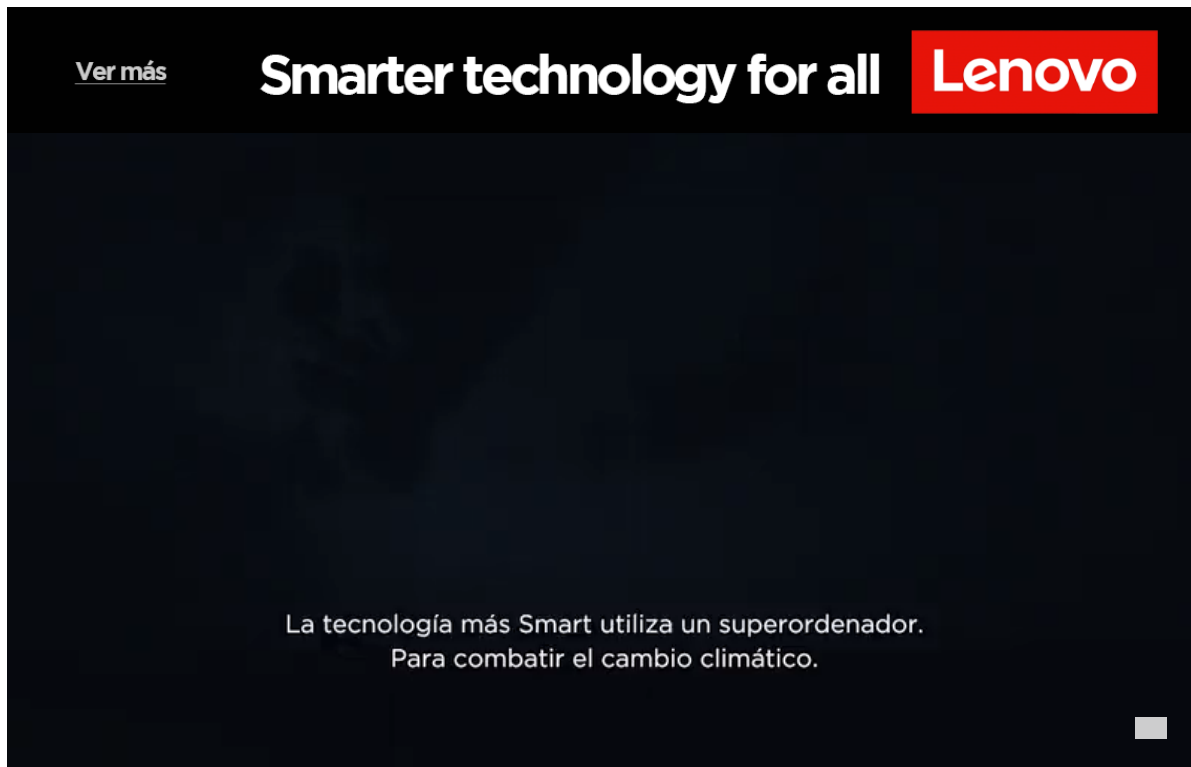 Ver más
Smarter technology for all
Lenovo
La tecnología más Smart utiliza un superordenador.
Para combatir el cambio climático.